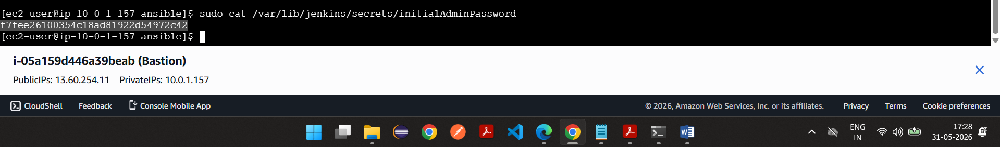 [ec2-user@ip-10-0-1-157 ansible]$ sudo cat /var/lib/jenkins/secrets/initialAdminPassword
f7fee26100354c18ad81922d54972c42
[ec2-user@ip-10-0-1-157 ansible]$
i-05a159d446a39beab (Bastion)
PublicIPs: 13.60.254.11 PrivateIPs: 10.0.1.157
CloudShell Feedback Console Mobile App © 2026, Amazon Web Services, Inc. or its affiliates. Privacy Terms Cookie preferences
ENG 17:28
IN 31-05-2026